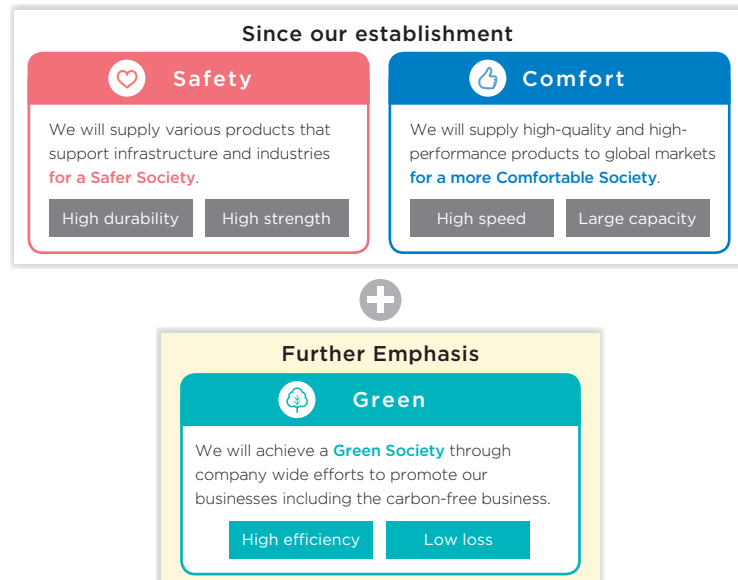 Since our establishment
Safety
We will supply various products that
support infrastructure and industries
for a Safer Society.
High durability
High strength
Comfort
We will supply high-quality and high-
performance products to global markets
for a more Comfortable Society.
High speed
Large capacity
Further Emphasis
Green
We will achieve a Green Society through
company wide efforts to promote our
businesses including the carbon-free business.
High efficiency
Low loss